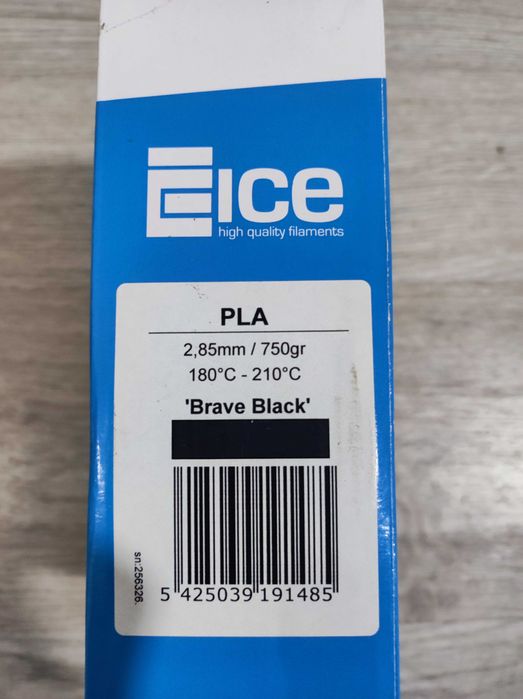 ICE
high quality filaments
PLA
2,85mm / 750gr
180°C - 210°C
'Brave Black'
sn:256326.
5 425039 191485